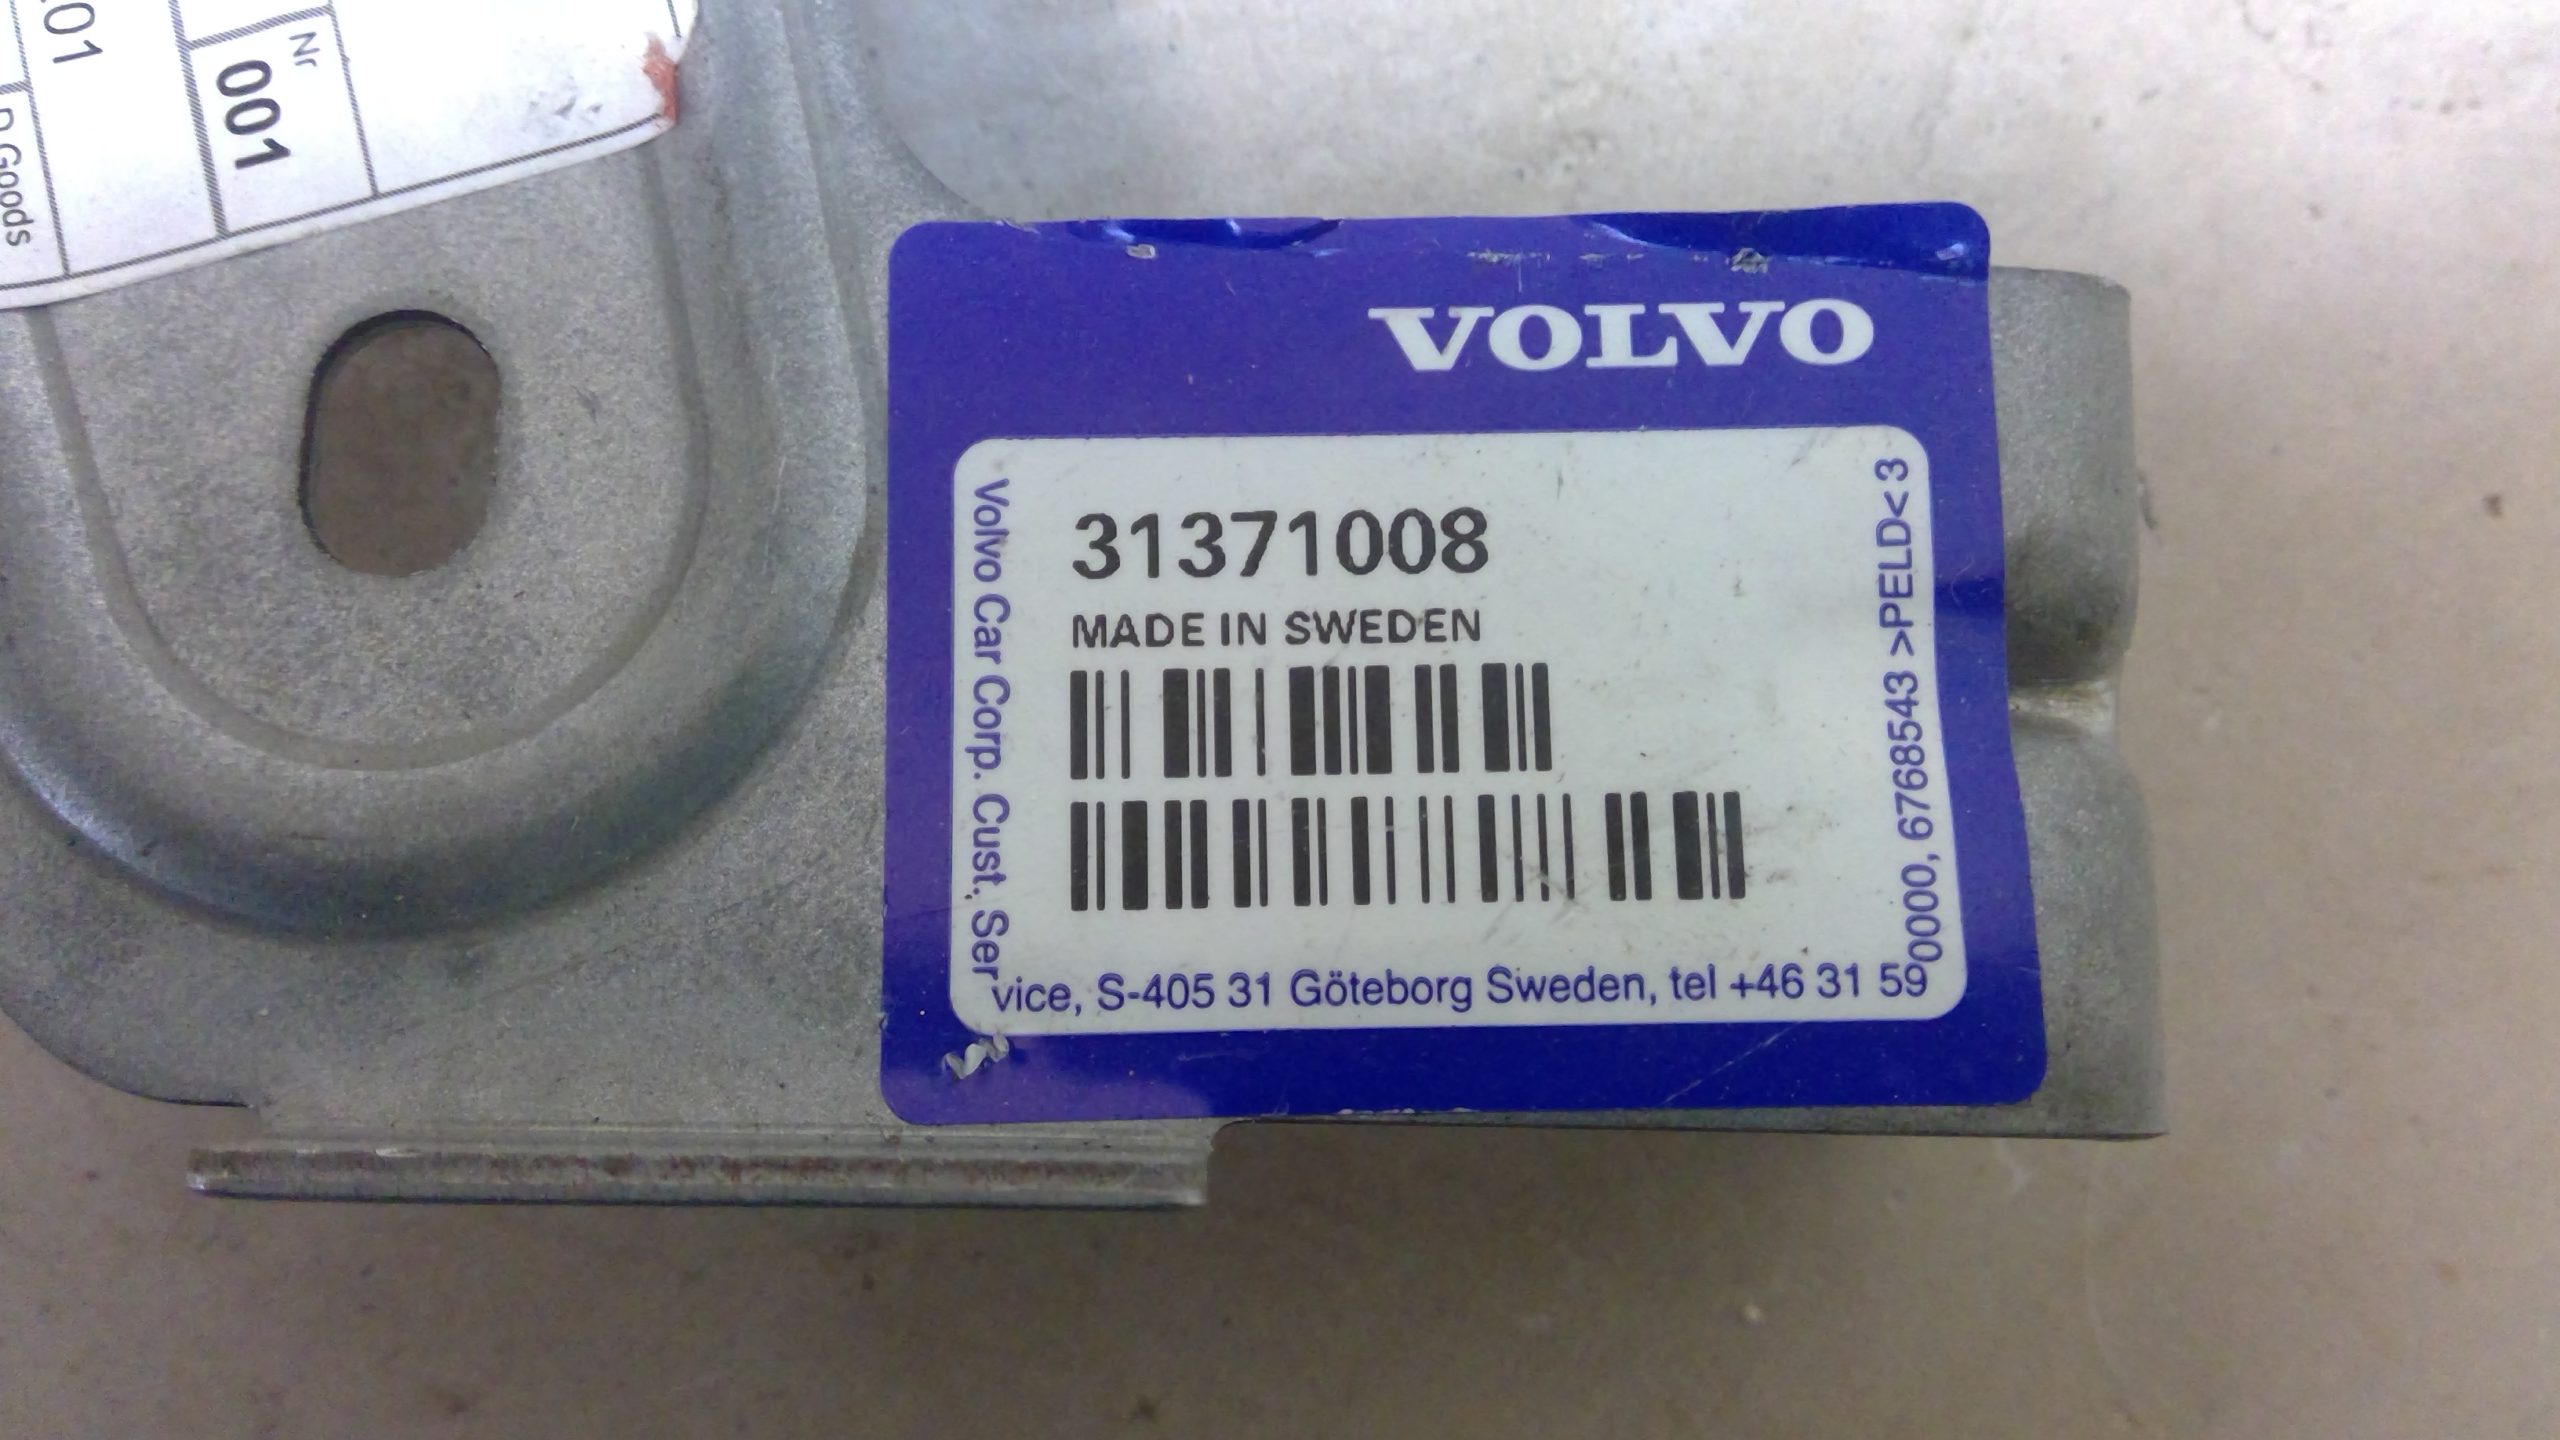 01
Nr
001
Goods
VOLVO
31371008
MADE IN SWEDEN
Volvo Car Corp. Cust. Service, S-405 31 Göteborg Sweden, tel +46 31 590000, 6768543 >PELD< 3